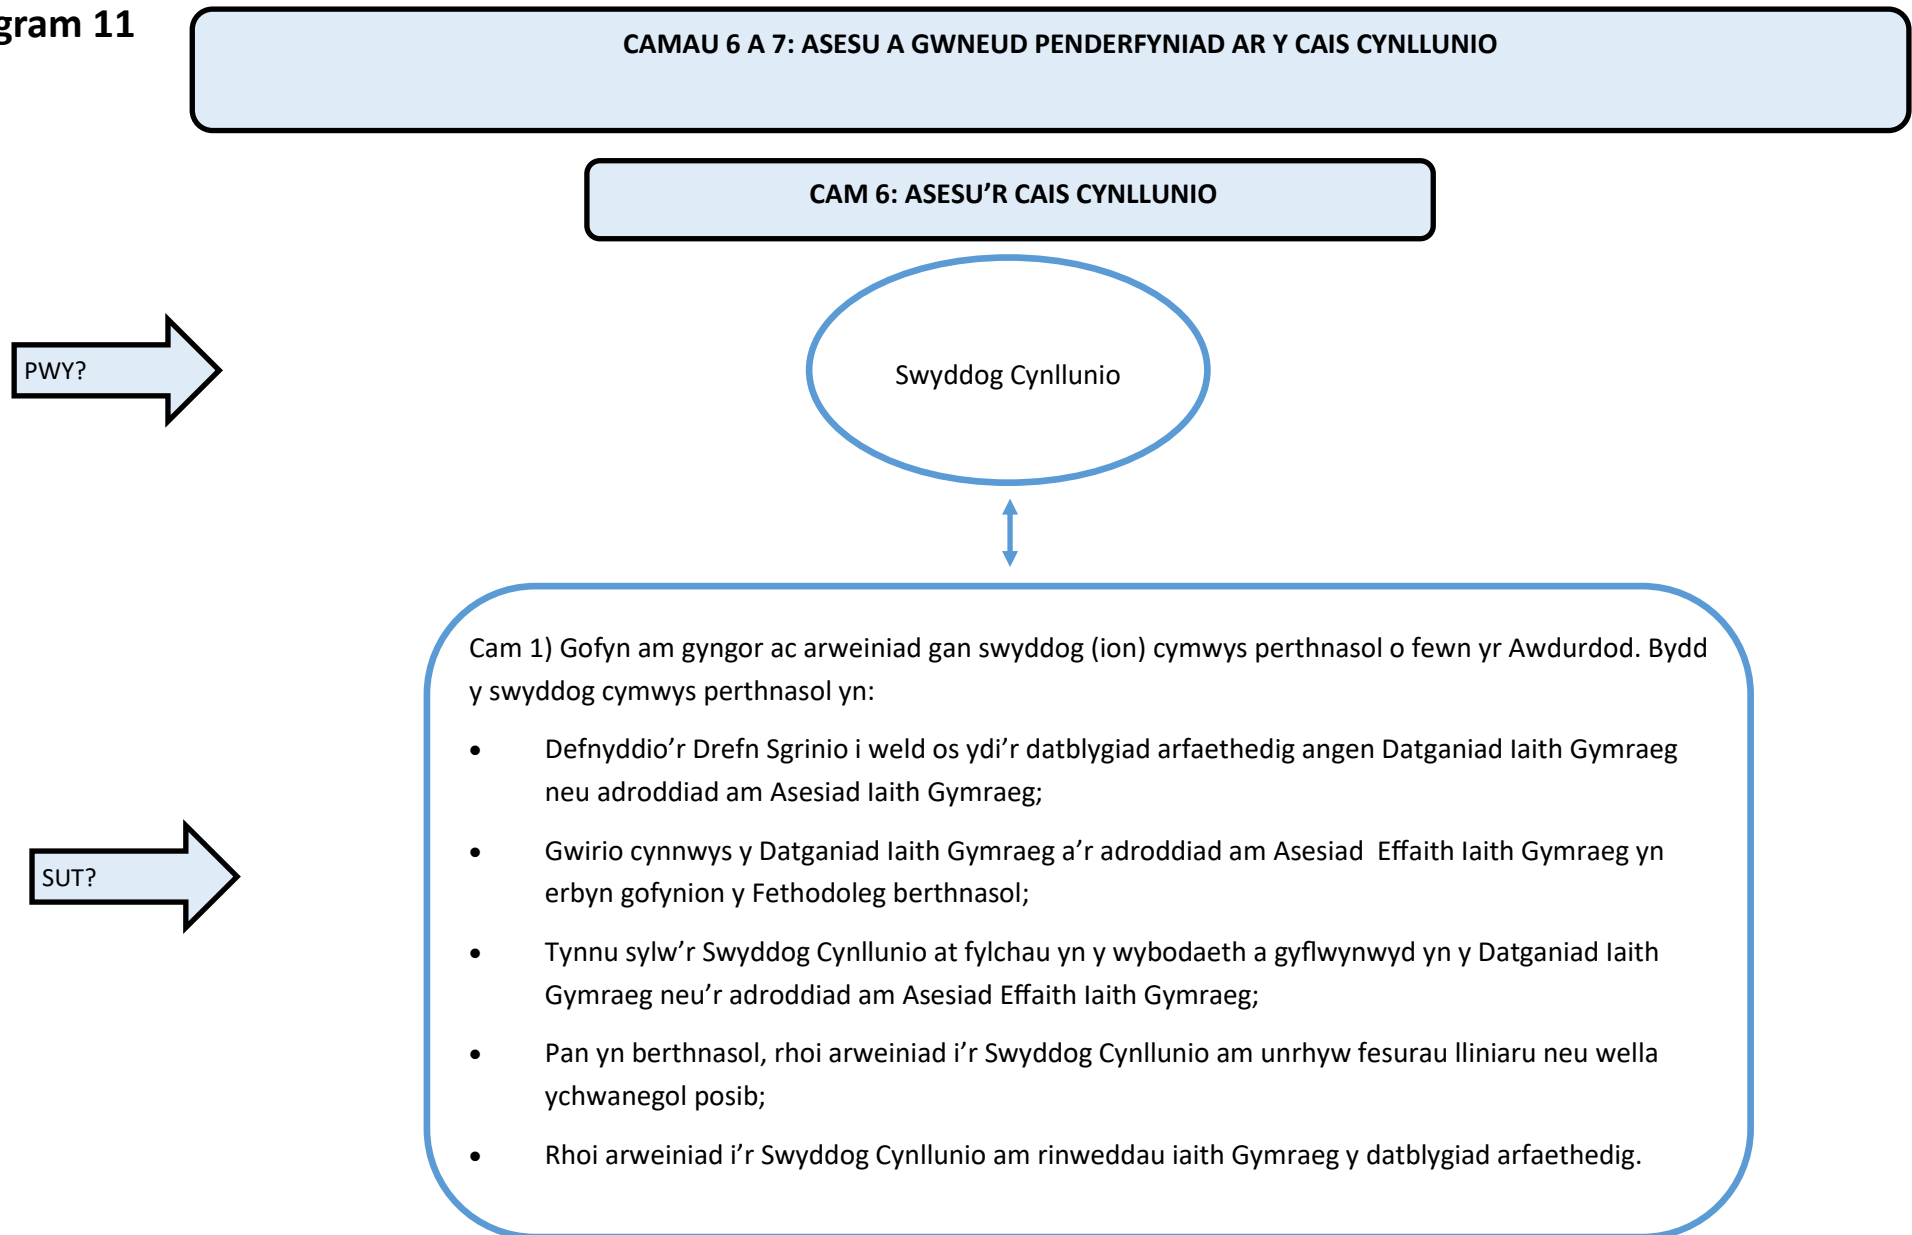 gram 11
CAMAU 6 A 7: ASESU A GWNEUD PENDERFYNIAD AR Y CAIS CYNLLUNIO
CAM 6: ASESU’R CAIS CYNLLUNIO
PWY?
Swyddog Cynllunio
SUT?
Cam 1) Gofyn am gyngor ac arweiniad gan swyddog (ion) cymwys perthnasol o fewn yr Awdurdod. Bydd
y swyddog cymwys perthnasol yn:
• Defnyddio’r Drefn Sgrinio i weld os ydi’r datblygiad arfaethedig angen Datganiad Iaith Gymraeg
neu adroddiad am Asesiad Iaith Gymraeg;
• Gwirio cynnwys y Datganiad Iaith Gymraeg a’r adroddiad am Asesiad Effaith Iaith Gymraeg yn
erbyn gofynion y Fethodoleg berthnasol;
• Tynnu sylw’r Swyddog Cynllunio at fylchau yn y wybodaeth a gyflwynwyd yn y Datganiad Iaith
Gymraeg neu’r adroddiad am Asesiad Effaith Iaith Gymraeg;
• Pan yn berthnasol, rhoi arweiniad i’r Swyddog Cynllunio am unrhyw fesurau lliniaru neu wella
ychwanegol posib;
• Rhoi arweiniad i’r Swyddog Cynllunio am rinweddau iaith Gymraeg y datblygiad arfaethedig.